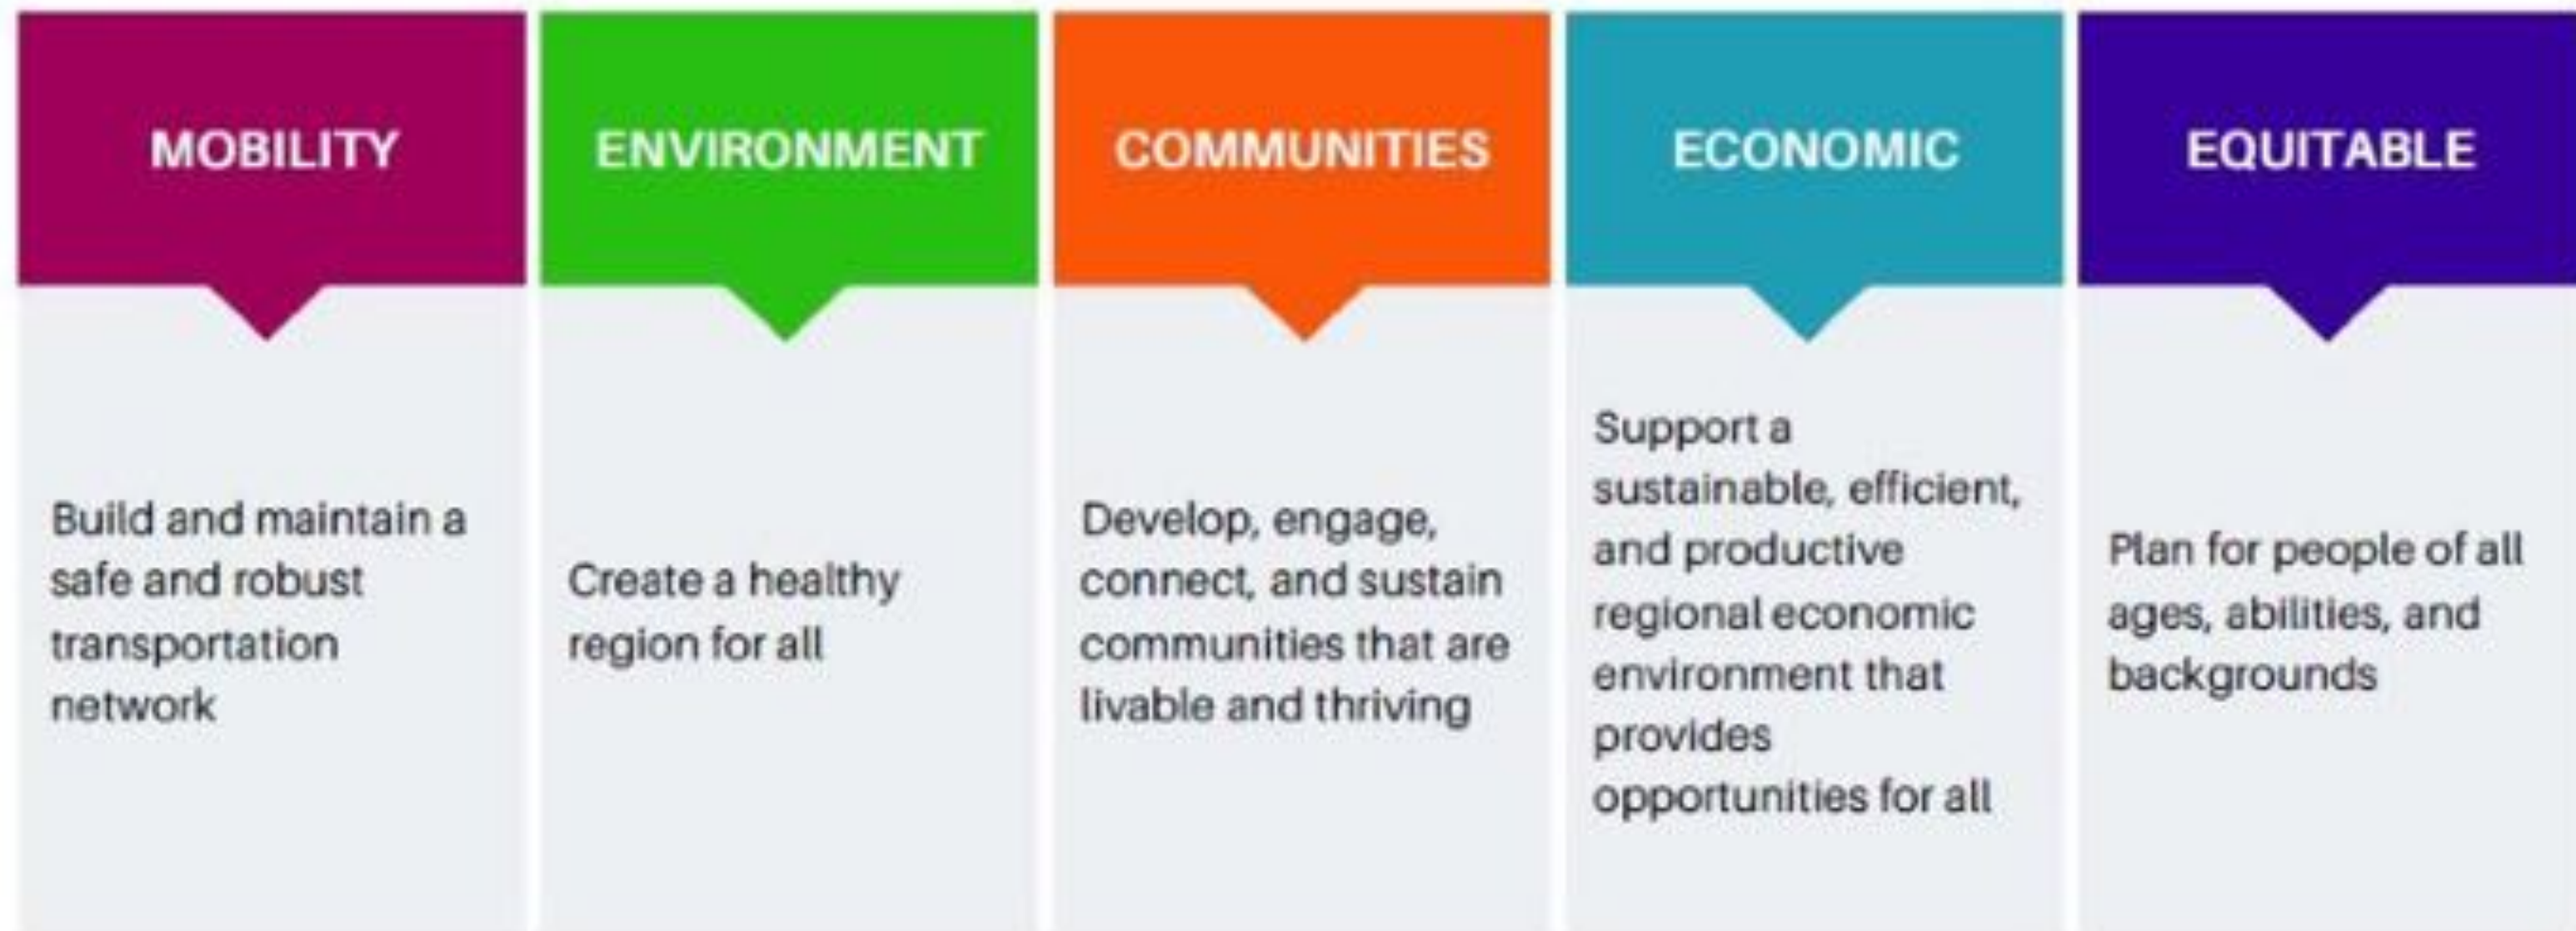 MOBILITY
Build and maintain a
safe and robust
transportation
network
ENVIRONMENT
Create a healthy
region for all
COMMUNITIES
Develop, engage,
connect, and sustain
communities that are
livable and thriving
ECONOMIC
Support a
sustainable, efficient,
and productive
regional economic
environment that
provides
opportunities for all
EQUITABLE
Plan for people of all
ages, abilities, and
backgrounds